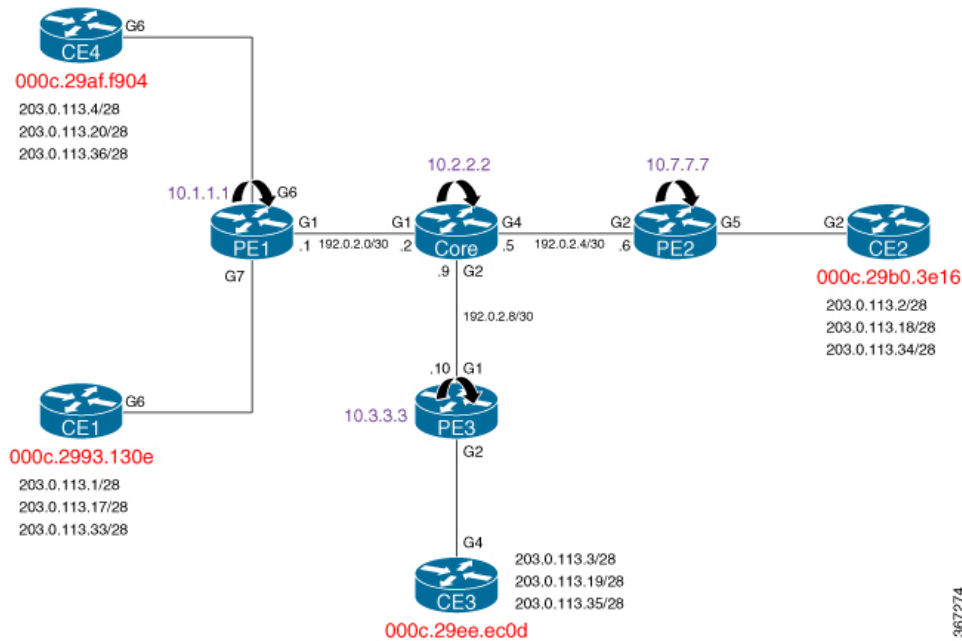 G6
CE4
000c.29af.f904
203.0.113.4/28
203.0.113.20/28
203.0.113.36/28
10.1.1.1
G6
PE1
G1
.1
192.0.2.0/30
G7
10.2.2.2
G1
.2
Core
G4
.5
.9
G2
192.0.2.4/30
10.7.7.7
G2
.6
PE2
G5
G2
CE2
000c.29b0.3e16
203.0.113.2/28
203.0.113.18/28
203.0.113.34/28
192.0.2.8/30
.10
G1
10.3.3.3
PE3
G2
G6
CE1
000c.2993.130e
203.0.113.1/28
203.0.113.17/28
203.0.113.33/28
G4
CE3
203.0.113.3/28
203.0.113.19/28
203.0.113.35/28
000c.29ee.ec0d
367274